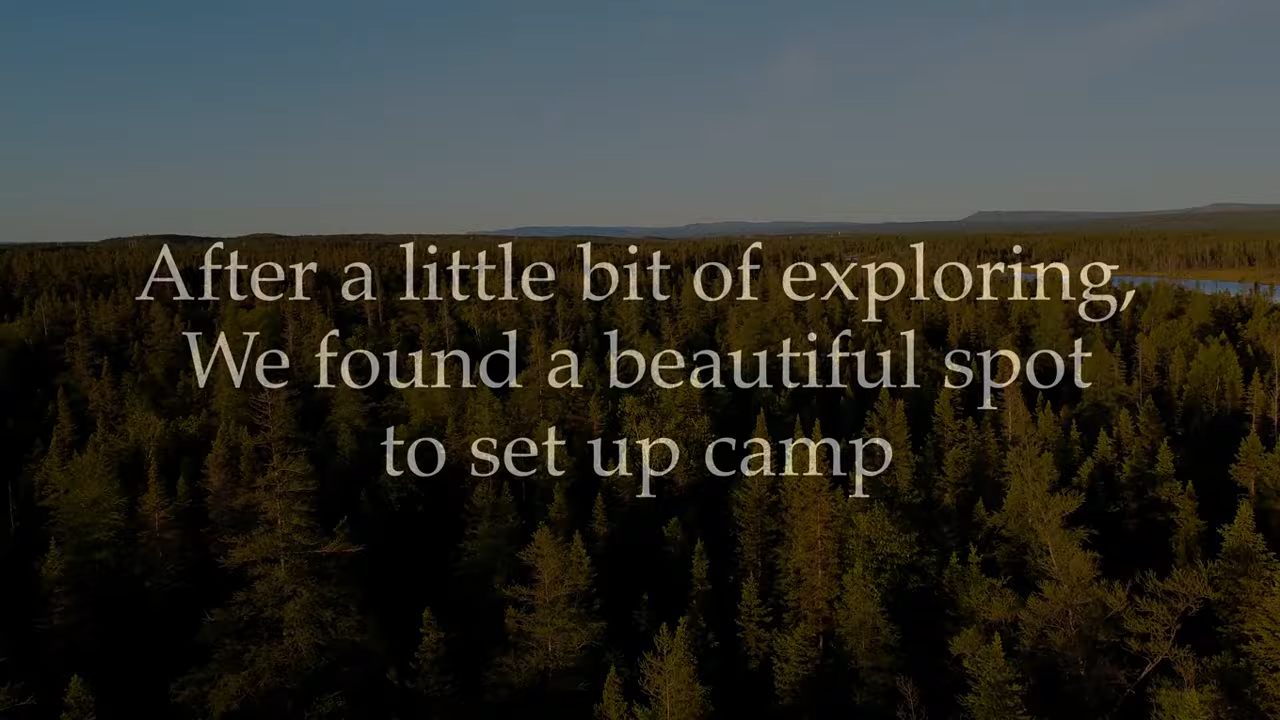 After a little bit of exploring,
We found a beautiful spot
to set up camp